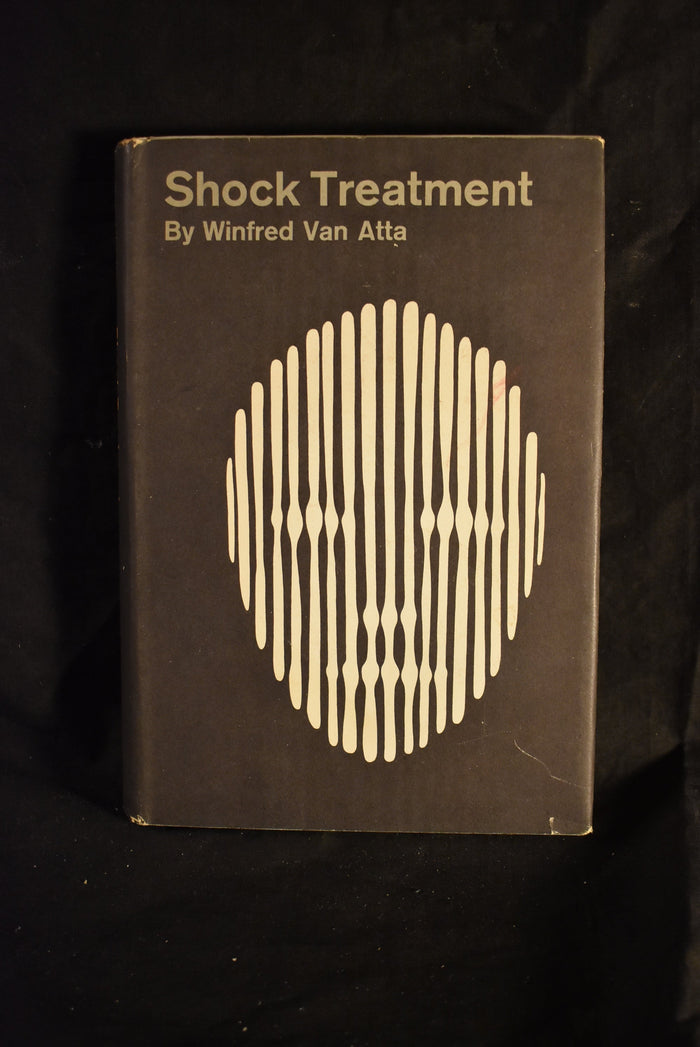 Shock Treatment
By Winfred Van Atta